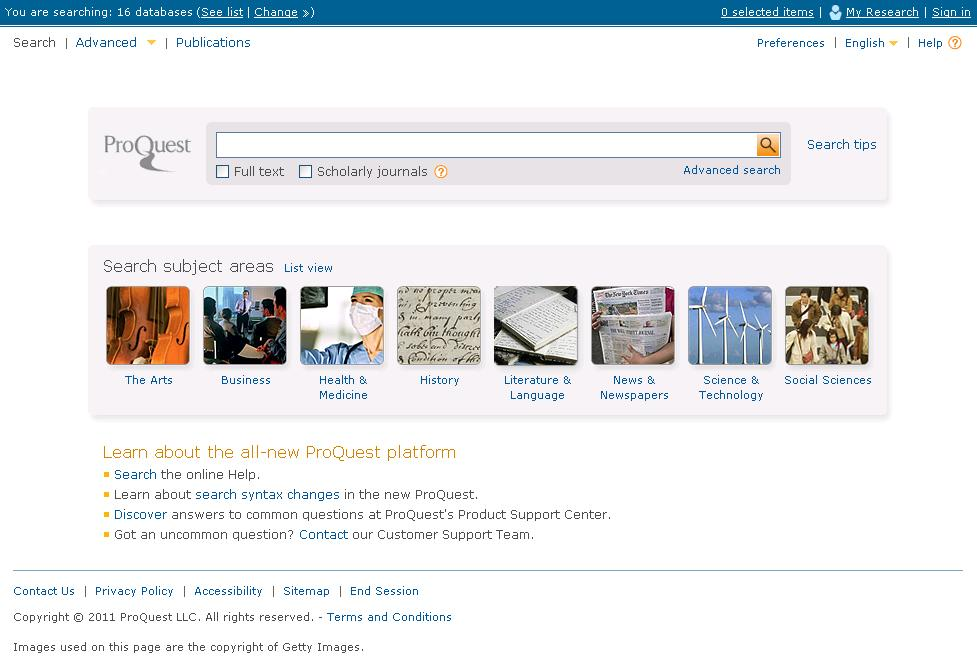 You are searching: 16 databases (See list | Change »)
0 selected items | My Research | Sign in
Search | Advanced | Publications
Preferences | English | Help ?
ProQuest
Search tips
Full text Scholarly journals ?
Advanced search
Search subject areas List view
The New York Times
The Arts
Business
Health & Medicine
History
Literature & Language
News & Newspapers
Science & Technology
Social Sciences
Learn about the all-new ProQuest platform
Search the online Help.
Learn about search syntax changes in the new ProQuest.
Discover answers to common questions at ProQuest's Product Support Center.
Got an uncommon question? Contact our Customer Support Team.
Contact Us | Privacy Policy | Accessibility | Sitemap | End Session
Copyright © 2011 ProQuest LLC. All rights reserved. - Terms and Conditions
Images used on this page are the copyright of Getty Images.